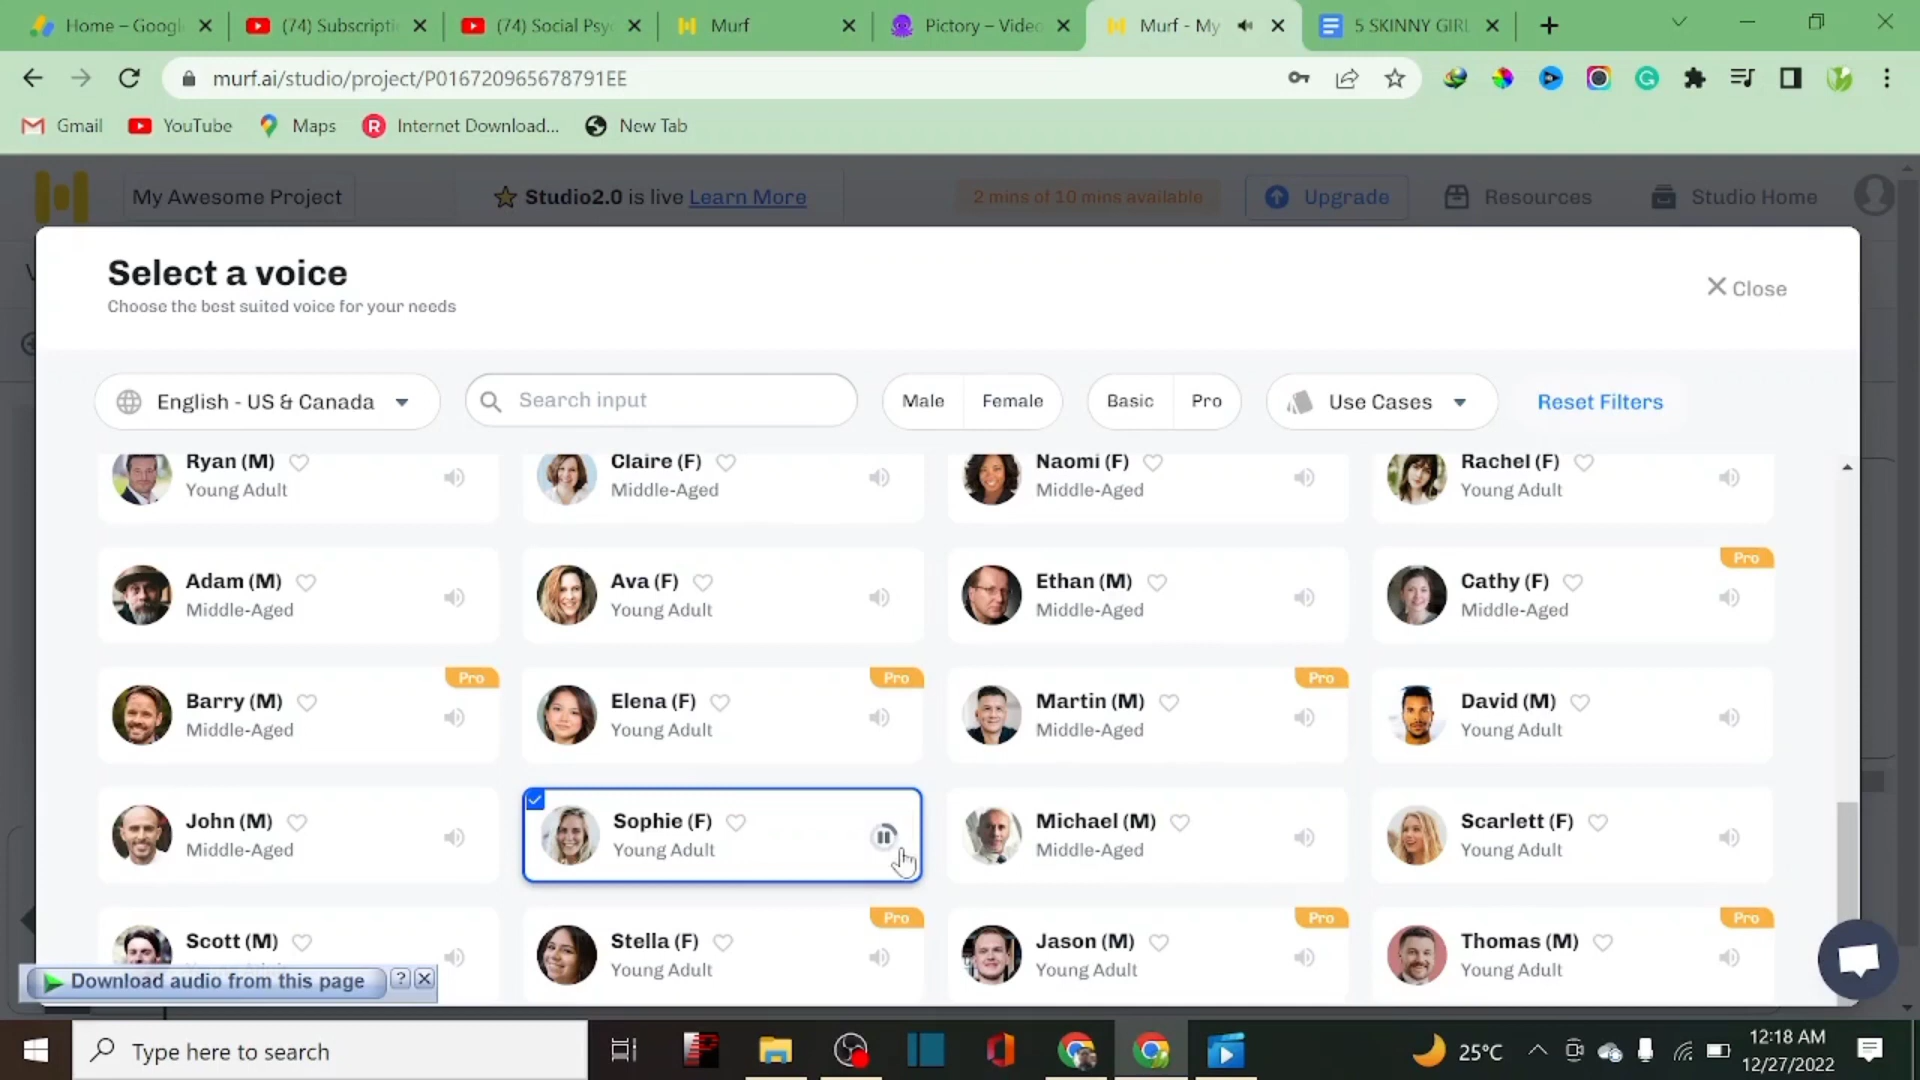 Home – Googl
(74) Subscripti
(74) Social Psy
Murf
Pictory – Video
Murf - My
5 SKINNY GIRL
murf.ai/studio/project/P016720965678791EE
Gmail
YouTube
Maps
Internet Download...
New Tab
My Awesome Project
Studio2.0 is live Learn More
2 mins of 10 mins available
Upgrade
Resources
Studio Home
Select a voice
Choose the best suited voice for your needs
Close
English - US & Canada
Search input
Male
Female
Basic
Pro
Use Cases
Reset Filters
Ryan (M)
Young Adult
Claire (F)
Middle-Aged
Naomi (F)
Middle-Aged
Rachel (F)
Young Adult
Adam (M)
Middle-Aged
Ava (F)
Young Adult
Ethan (M)
Middle-Aged
Pro
Cathy (F)
Middle-Aged
Pro
Barry (M)
Middle-Aged
Pro
Elena (F)
Young Adult
Pro
Martin (M)
Middle-Aged
David (M)
Young Adult
John (M)
Middle-Aged
Sophie (F)
Young Adult
Michael (M)
Middle-Aged
Scarlett (F)
Young Adult
Scott (M)
Pro
Stella (F)
Young Adult
Pro
Jason (M)
Young Adult
Pro
Thomas (M)
Young Adult
Download audio from this page
?
Type here to search
25°C
12:18 AM
12/27/2022